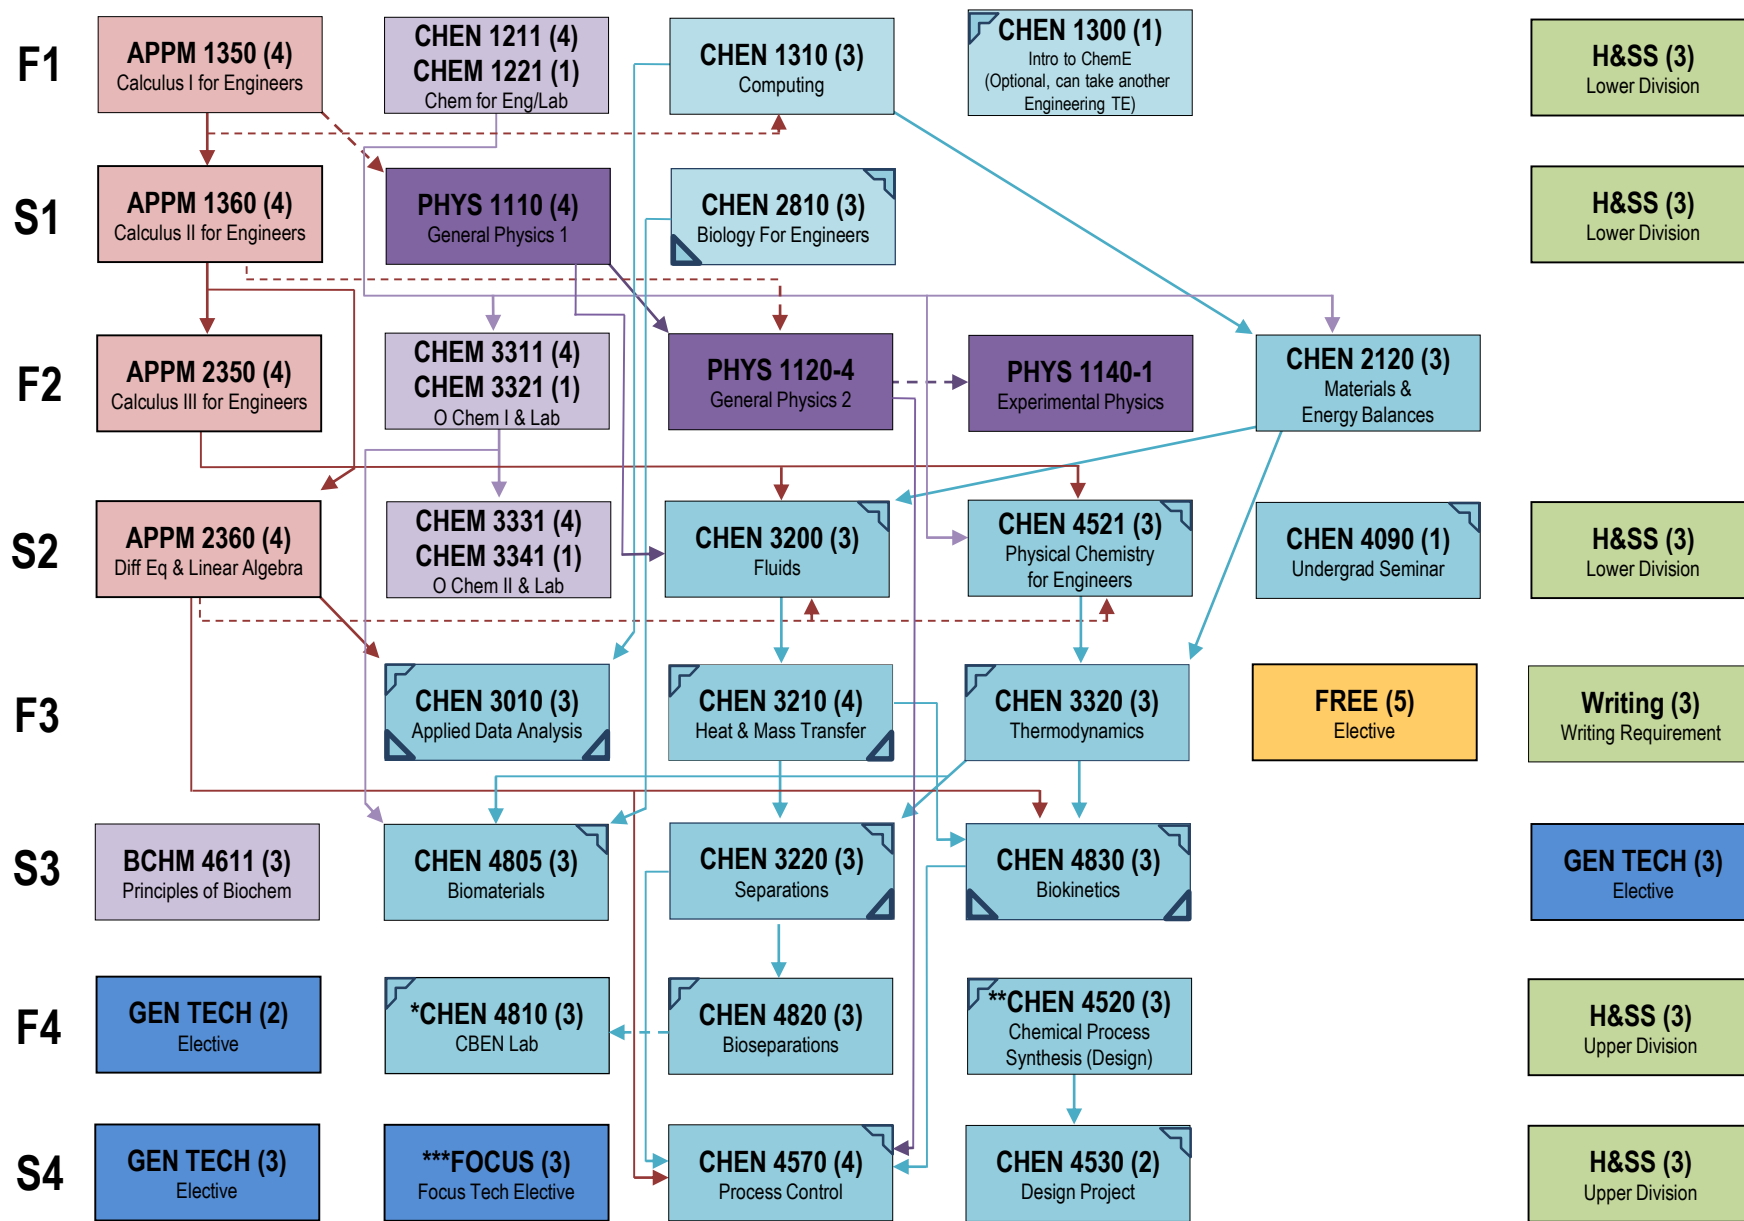 F1
APPM 1350 (4)
Calculus I for Engineers
CHEN 1211 (4)
CHEM 1221 (1)
Chem for Eng/Lab
CHEN 1310 (3)
Computing
CHEN 1300 (1)
Intro to ChemE
(Optional, can take another
Engineering TE)
H&SS (3)
Lower Division
S1
APPM 1360 (4)
Calculus II for Engineers
PHYS 1110 (4)
General Physics 1
CHEN 2810 (3)
Biology For Engineers
H&SS (3)
Lower Division
F2
APPM 2350 (4)
Calculus III for Engineers
CHEM 3311 (4)
CHEM 3321 (1)
O Chem I & Lab
PHYS 1120-4
General Physics 2
PHYS 1140-1
Experimental Physics
CHEN 2120 (3)
Materials &
Energy Balances
S2
APPM 2360 (4)
Diff Eq & Linear Algebra
CHEM 3331 (4)
CHEM 3341 (1)
O Chem II & Lab
CHEN 3200 (3)
Fluids
CHEN 4521 (3)
Physical Chemistry
for Engineers
CHEN 4090 (1)
Undergrad Seminar
H&SS (3)
Lower Division
F3
CHEN 3010 (3)
Applied Data Analysis
CHEN 3210 (4)
Heat & Mass Transfer
CHEN 3320 (3)
Thermodynamics
FREE (5)
Elective
Writing (3)
Writing Requirement
S3
BCHM 4611 (3)
Principles of Biochem
CHEN 4805 (3)
Biomaterials
CHEN 3220 (3)
Separations
CHEN 4830 (3)
Biokinetics
GEN TECH (3)
Elective
F4
GEN TECH (2)
Elective
*CHEN 4810 (3)
CBEN Lab
CHEN 4820 (3)
Bioseparations
**CHEN 4520 (3)
Chemical Process
Synthesis (Design)
H&SS (3)
Upper Division
S4
GEN TECH (3)
Elective
***FOCUS (3)
Focus Tech Elective
CHEN 4570 (4)
Process Control
CHEN 4530 (2)
Design Project
H&SS (3)
Upper Division